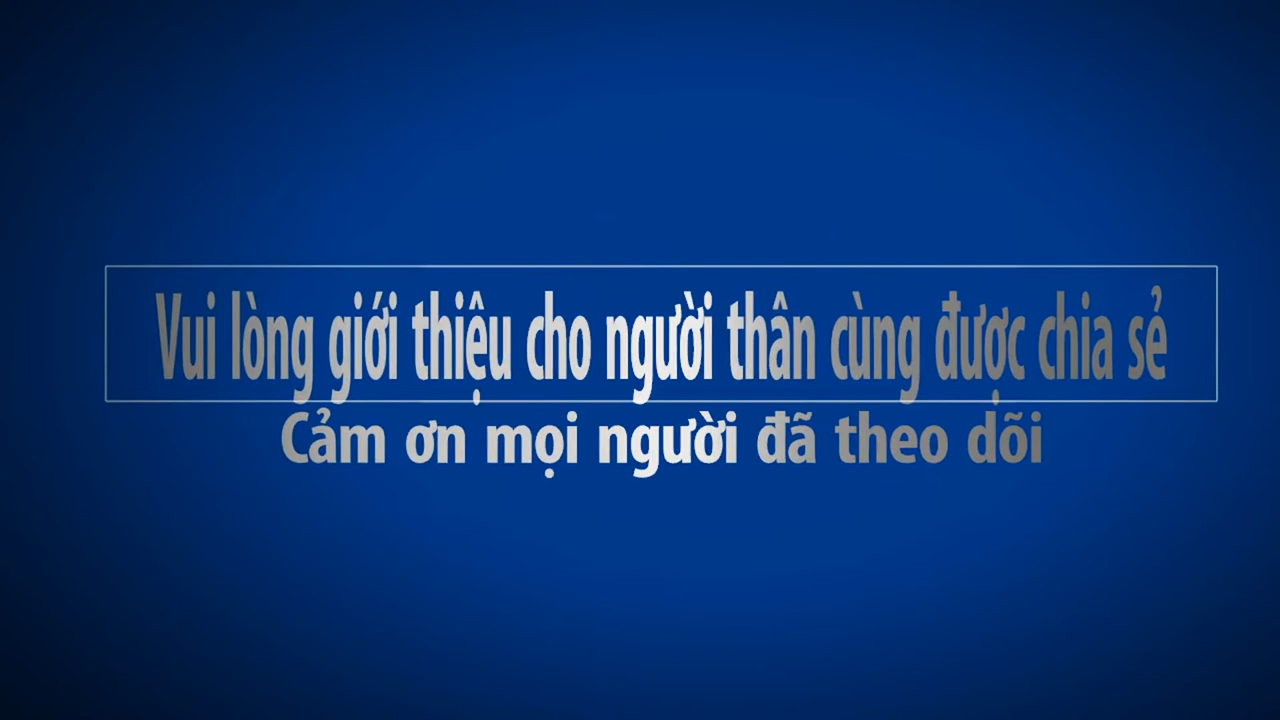 Vui lòng giới thiệu cho người thân cùng được chia sẻ
Cảm ơn mọi người đã theo dõi